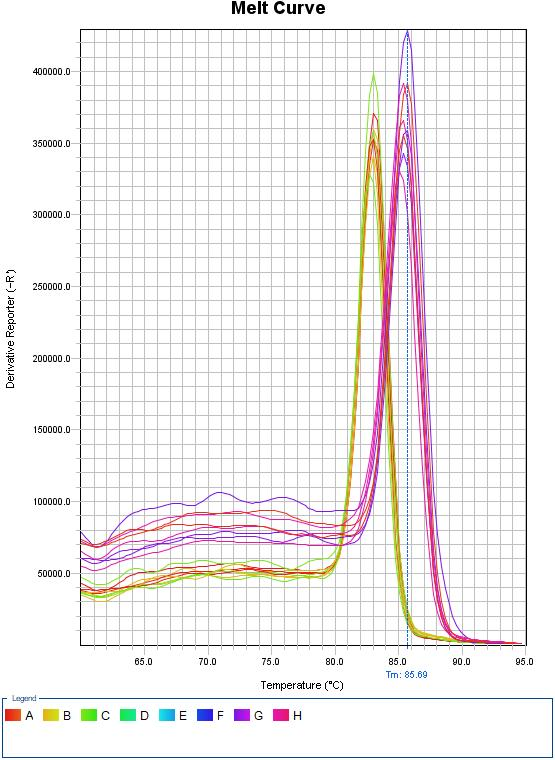 Melt Curve
400000.0
350000.0
300000.0
250000.0
200000.0
150000.0
100000.0
50000.0
Derivative Reporter (-R')
65.0 70.0 75.0 80.0 85.0 90.0 95.0
Tm: 85.69
Temperature (°C)
Legend
A B C D E F G H